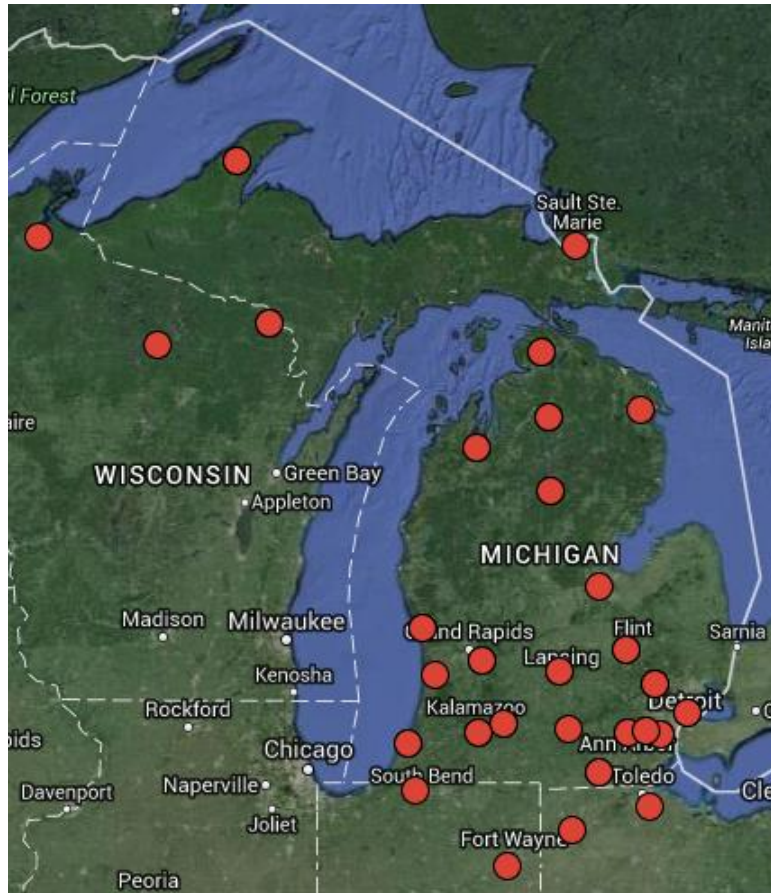 l Forest
Sault Ste.
Marie
Manit
Isla
aire
WISCONSIN
Green Bay
Appleton
MICHIGAN
Madison
Milwaukee
Grand Rapids
Flint
Sarnia
Lansing
Kenosha
Rockford
Kalamazoo
Detroit
oids
Chicago
Ann Arbor
Davenport
Naperville
South Bend
Toledo
Cle
Joliet
Fort Wayne
Peoria